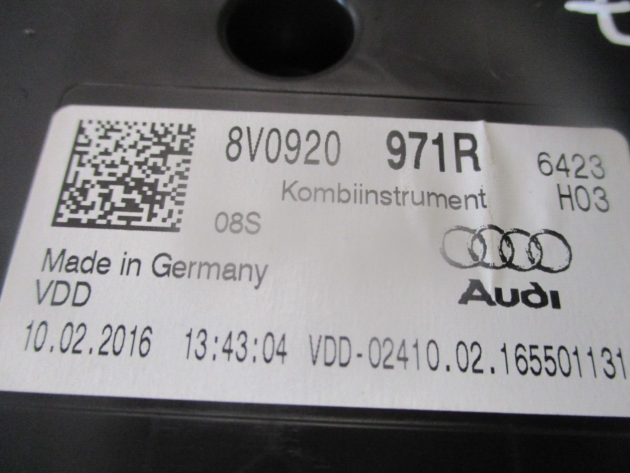 8V0920 971R 6423
Kombiinstrument H03
08S
Made in Germany
Audi
VDD
10.02.2016 13:43:04 VDD-02410.02.165501131